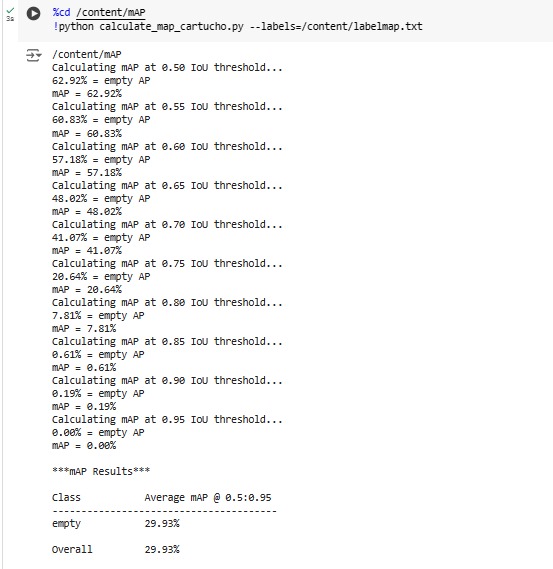 3s
%cd /content/mAP
!python calculate_map_cartucho.py --labels=/content/labelmap.txt
/content/mAP
Calculating mAP at 0.50 IoU threshold...
62.92% = empty AP
mAP = 62.92%
Calculating mAP at 0.55 IoU threshold...
60.83% = empty AP
mAP = 60.83%
Calculating mAP at 0.60 IoU threshold...
57.18% = empty AP
mAP = 57.18%
Calculating mAP at 0.65 IoU threshold...
48.02% = empty AP
mAP = 48.02%
Calculating mAP at 0.70 IoU threshold...
41.07% = empty AP
mAP = 41.07%
Calculating mAP at 0.75 IoU threshold...
20.64% = empty AP
mAP = 20.64%
Calculating mAP at 0.80 IoU threshold...
7.81% = empty AP
mAP = 7.81%
Calculating mAP at 0.85 IoU threshold...
0.61% = empty AP
mAP = 0.61%
Calculating mAP at 0.90 IoU threshold...
0.19% = empty AP
mAP = 0.19%
Calculating mAP at 0.95 IoU threshold...
0.00% = empty AP
mAP = 0.00%
***mAP Results***
Class Average mAP @ 0.5:0.95
---------------------------------------
empty 29.93%
Overall 29.93%